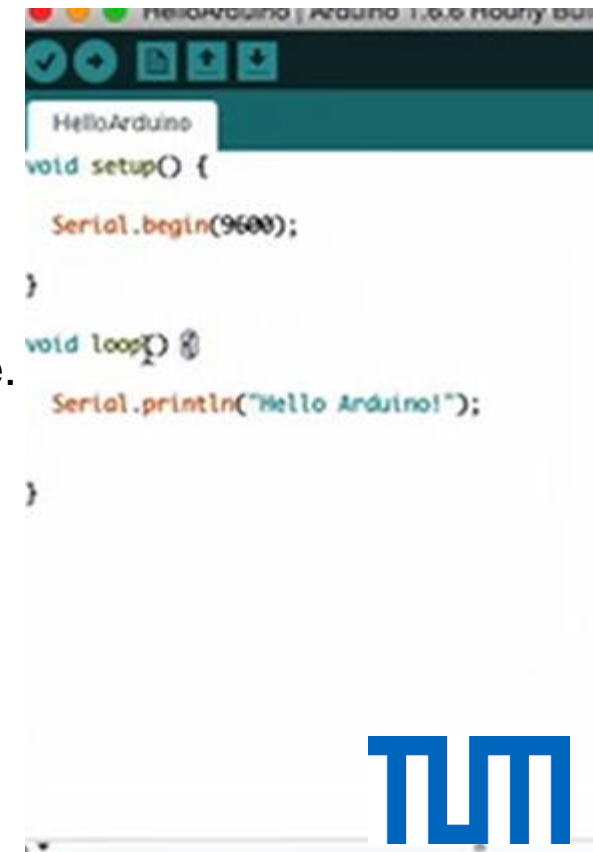 HelloArduino | Arduino 1.6.6 Hourly Bui
HelloArduino
void setup() {
Serial.begin(9600);
}
void loop() {
e.
Serial.println("Hello Arduino!");
}
TUM